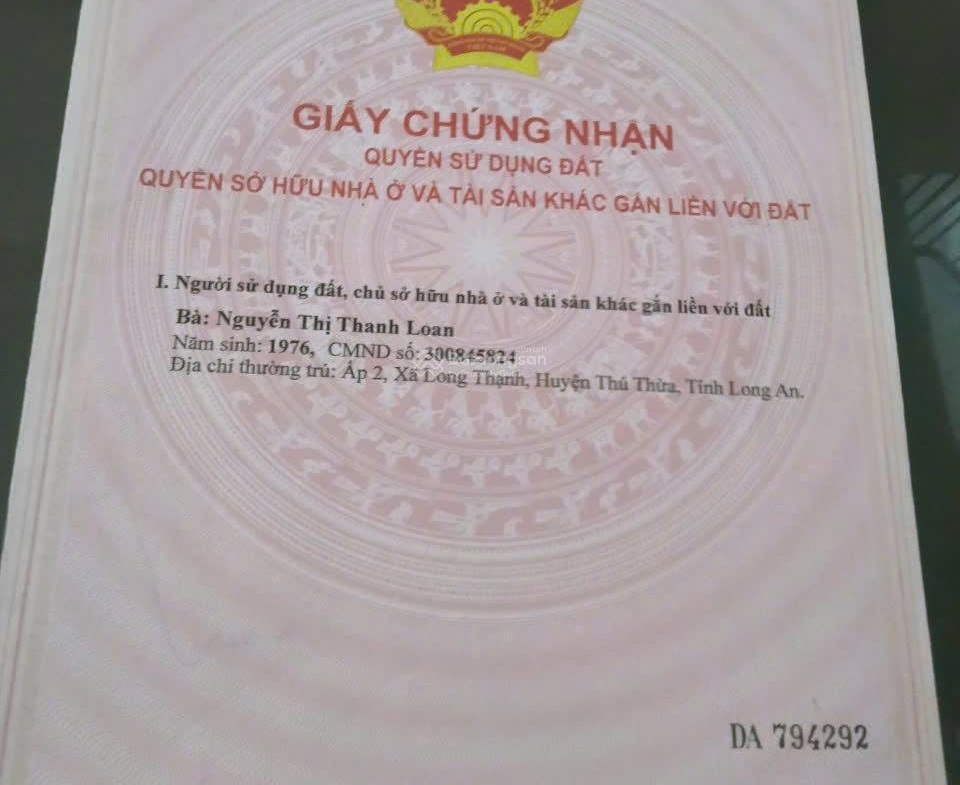 VIỆT NAM
GIẤY CHỨNG NHẬN
QUYỀN SỬ DỤNG ĐẤT
QUYỀN SỞ HỮU NHÀ Ở VÀ TÀI SẢN KHÁC GẮN LIỀN VỚI ĐẤT
I. Người sử dụng đất, chủ sở hữu nhà ở và tài sản khác gắn liền với đất
Bà: Nguyễn Thị Thanh Loan
Năm sinh: 1976, CMND số: 300845824
Địa chỉ thường trú: Ấp 2, Xã Long Thạnh, Huyện Thủ Thừa, Tỉnh Long An.
DA 794292